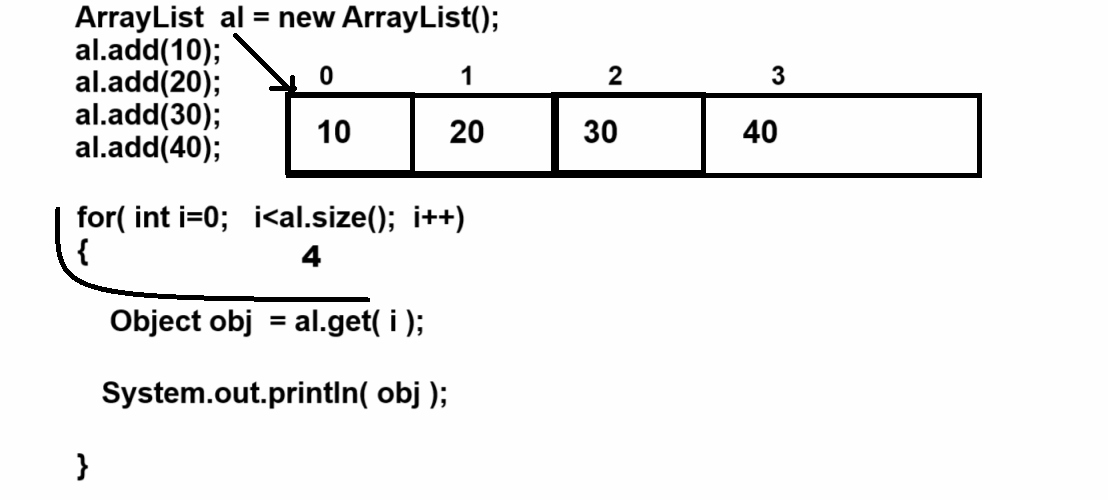 ArrayList al = new ArrayList();
al.add(10);
al.add(20);
al.add(30);
al.add(40);
0 1 2 3
10 20 30 40
for( int i=0; i<al.size(); i++)
{
4
Object obj = al.get( i );
System.out.println( obj );
}